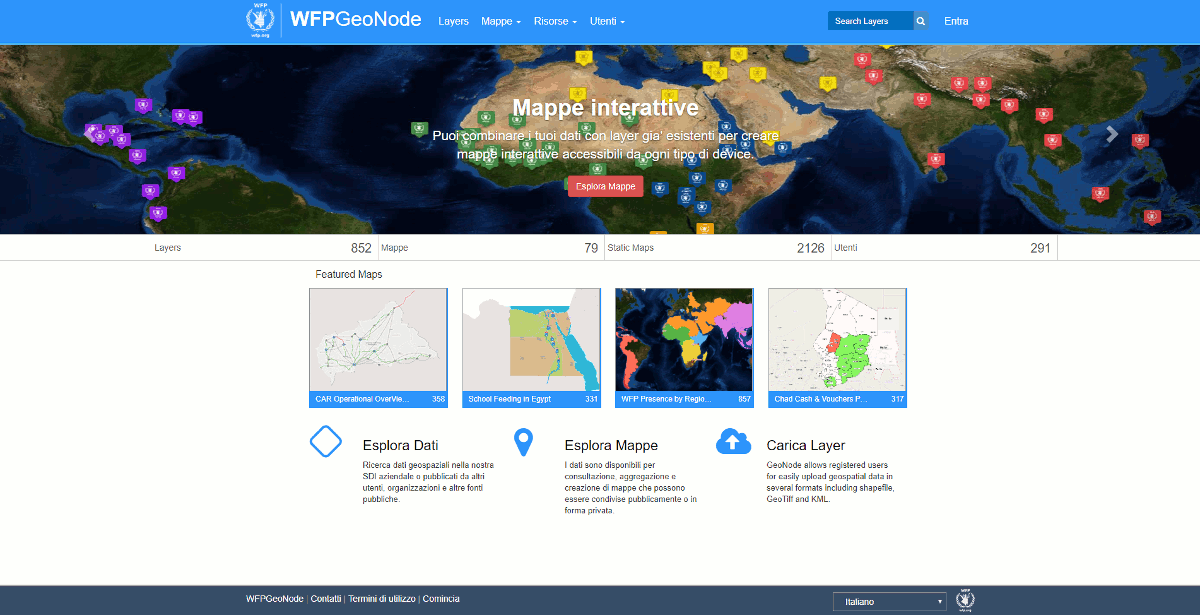 WFP
wfp.org
WFPGeoNode
Layers
Mappe
Risorse
Utenti
Search Layers
Entra
Mappe interattive
Puoi combinare i tuoi dati con layer gia' esistenti per creare
mappe interattive accessibili da ogni tipo di device.
Esplora Mappe
Layers 852
Mappe 79
Static Maps 2126
Utenti 291
Featured Maps
CAR Operational OverVie... 358
School Feeding in Egypt 331
WFP Presence by Regio... 857
Chad Cash & Vouchers P... 317
Esplora Dati
Ricerca dati geospaziali nella nostra
SDI aziendale o pubblicati da altri
utenti, organizzazioni e altre fonti
pubbliche.
Esplora Mappe
I dati sono disponibili per
consultazione, aggregazione e
creazione di mappe che possono
essere condivise pubblicamente o in
forma privata.
Carica Layer
GeoNode allows registered users
for easily upload geospatial data in
several formats including shapefile,
GeoTiff and KML.
WFPGeoNode | Contatti | Termini di utilizzo | Comincia
Italiano
WFP
wfp.org